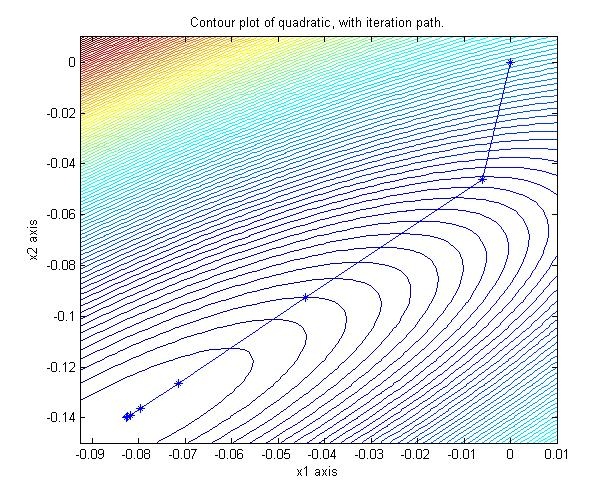 Contour plot of quadratic, with iteration path.
0
-0.02
-0.04
-0.06
-0.08
-0.1
-0.12
-0.14
x2 axis
-0.09 -0.08 -0.07 -0.06 -0.05 -0.04 -0.03 -0.02 -0.01 0 0.01
x1 axis